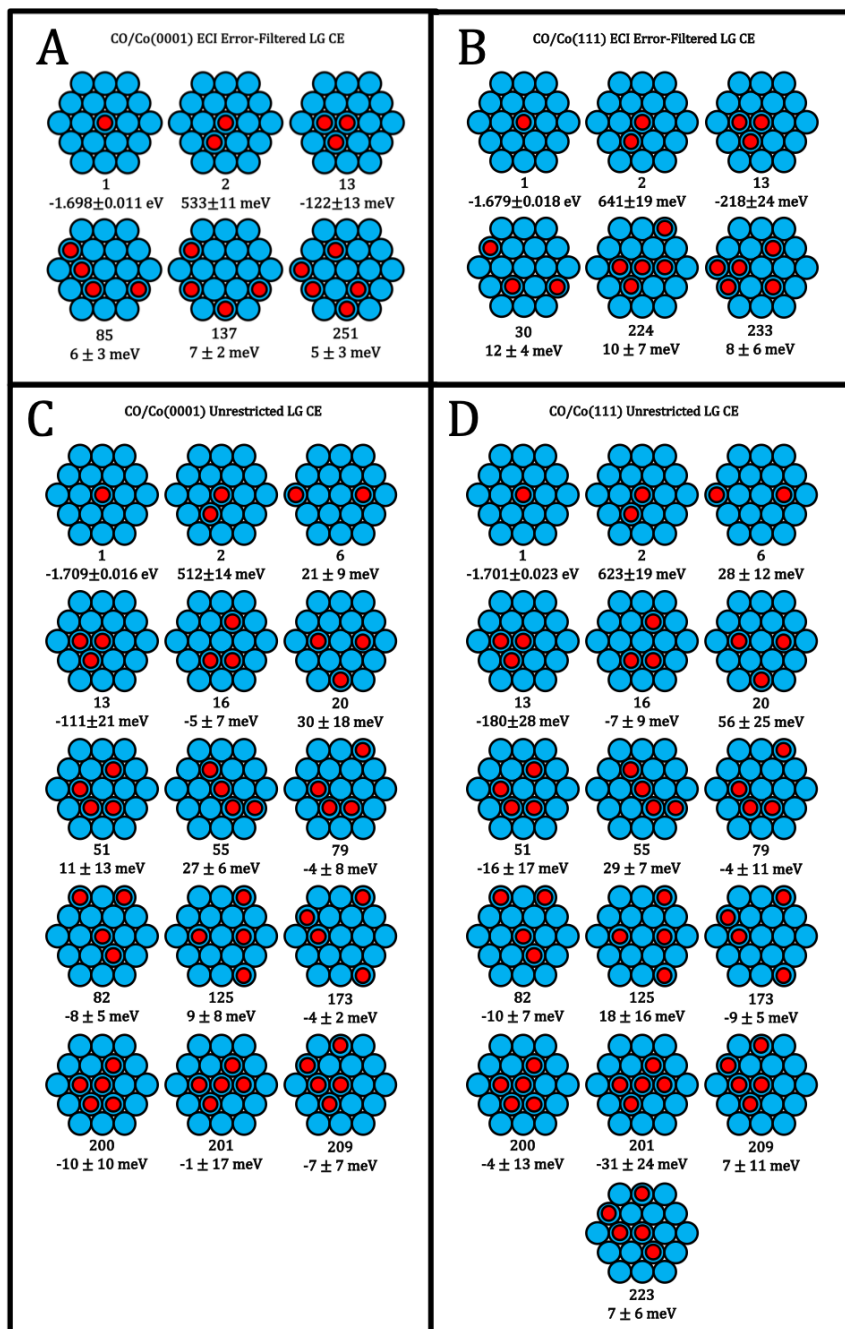 A
CO/Co(0001) ECI Error-Filtered LG CE
1 2 13
-1.698±0.011 eV 533±11 meV -122±13 meV
85 137 251
6 ± 3 meV 7 ± 2 meV 5 ± 3 meV
B
CO/Co(111) ECI Error-Filtered LG CE
1 2 13
-1.679±0.018 eV 641±19 meV -218±24 meV
30 224 233
12 ± 4 meV 10 ± 7 meV 8 ± 6 meV
C
CO/Co(0001) Unrestricted LG CE
1 2 6
-1.709±0.016 eV 512±14 meV 21 ± 9 meV
13 16 20
-111±21 meV -5 ± 7 meV 30 ± 18 meV
51 55 79
11 ± 13 meV 27 ± 6 meV -4 ± 8 meV
82 125 173
-8 ± 5 meV 9 ± 8 meV -4 ± 2 meV
200 201 209
-10 ± 10 meV -1 ± 17 meV -7 ± 7 meV
D
CO/Co(111) Unrestricted LG CE
1 2 6
-1.701±0.023 eV 623±19 meV 28 ± 12 meV
13 16 20
-180±28 meV -7 ± 9 meV 56 ± 25 meV
51 55 79
-16 ± 17 meV 29 ± 7 meV -4 ± 11 meV
82 125 173
-10 ± 7 meV 18 ± 16 meV -9 ± 5 meV
200 201 209
-4 ± 13 meV -31 ± 24 meV 7 ± 11 meV
223
7 ± 6 meV